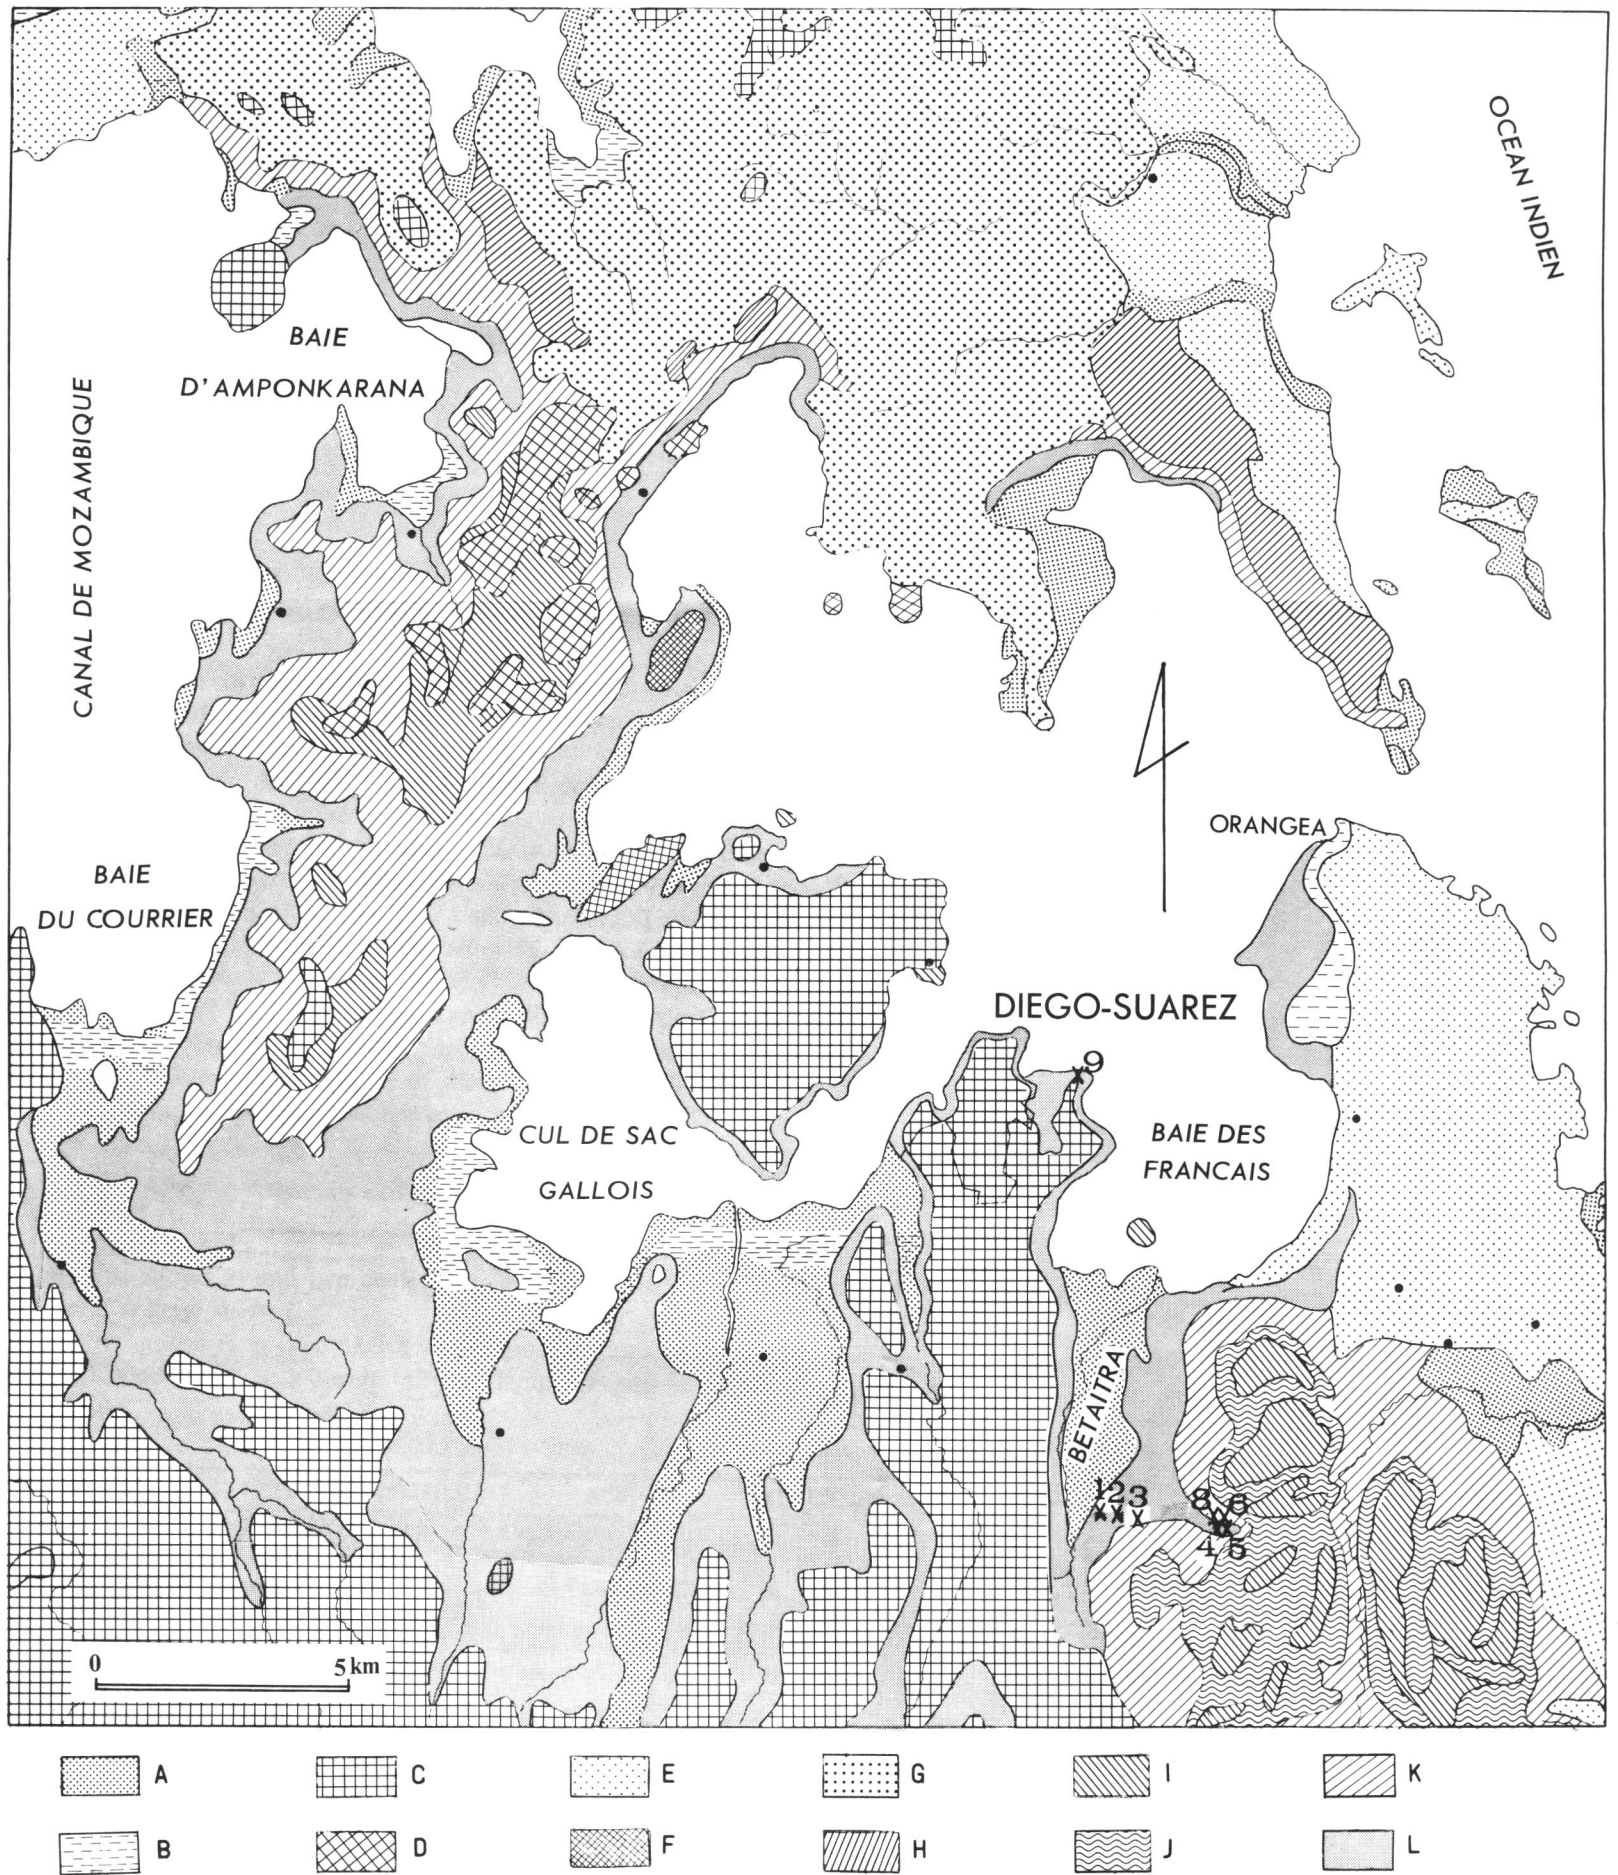 OCEAN INDIEN
BAIE
D'AMPONKARANA
CANAL DE MOZAMBIQUE
ORANGEA
BAIE
DU COURRIER
DIEGO-SUAREZ
9
CUL DE SAC
GALLOIS
BAIE DES
FRANCAIS
BETAITRA
1 2 3
8 6
4 5
0 5 km
A C E G I K
B D F H J L